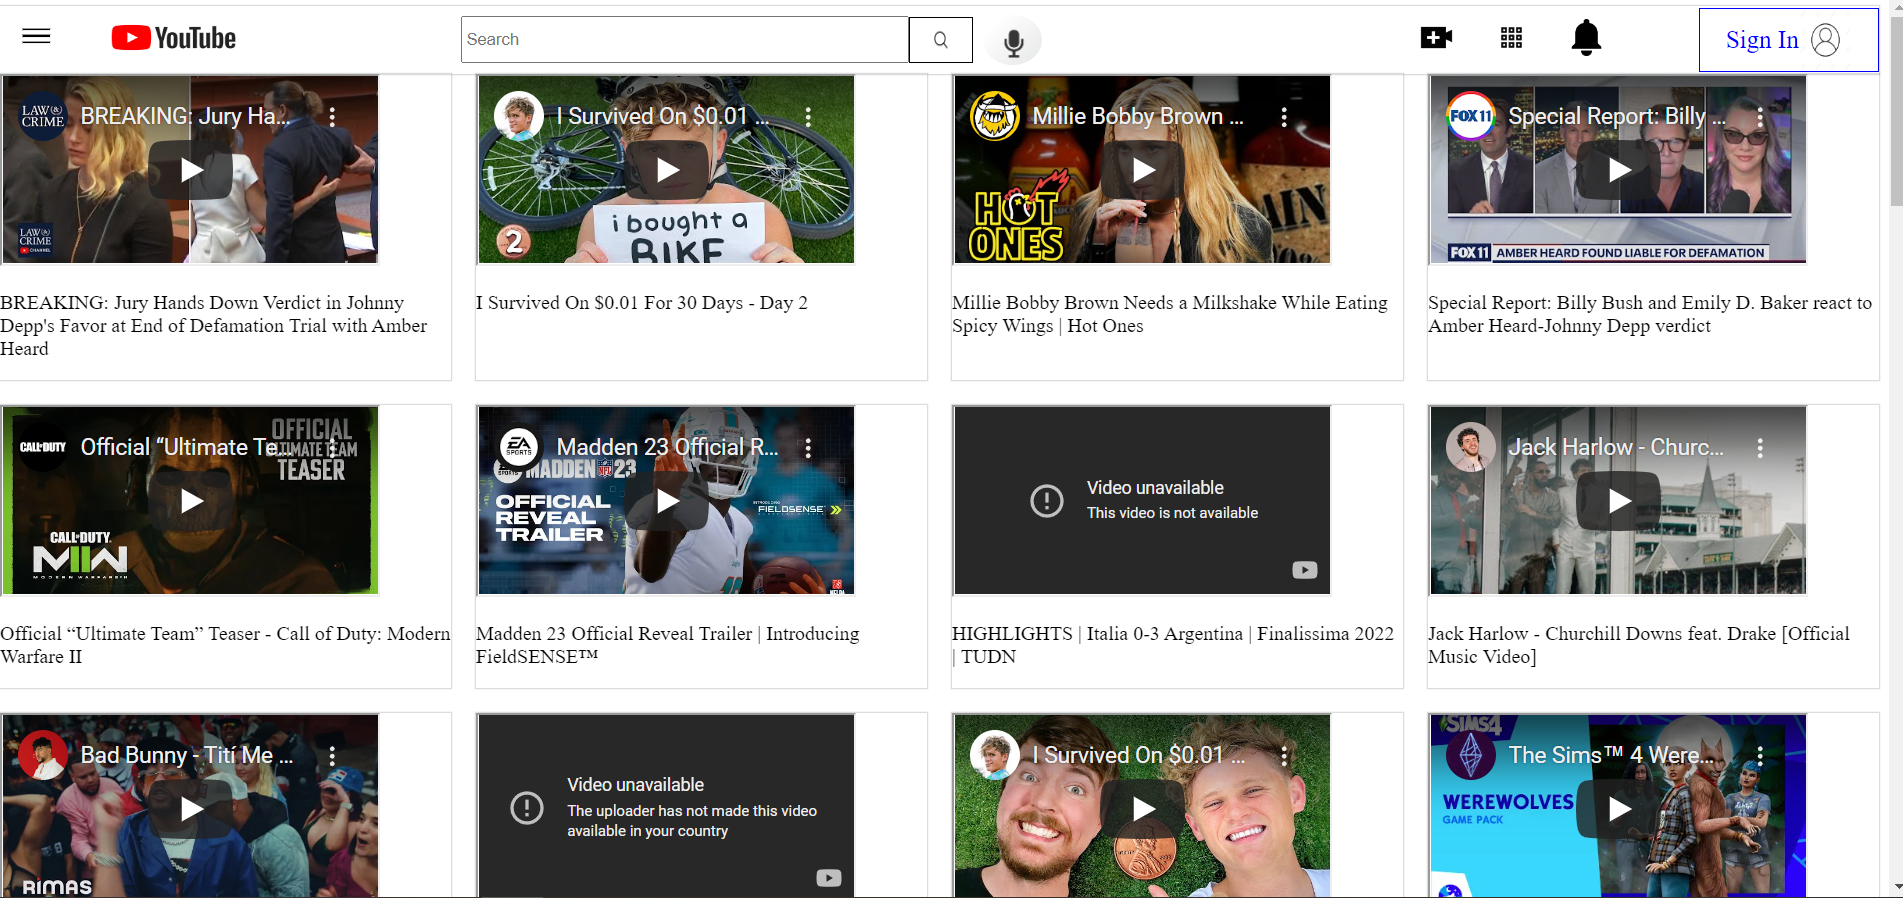 YouTube
Search
Sign In
LAW&
CRIME
BREAKING: Jury Ha...
LAW&
CRIME
CHANNEL
I Survived On $0.01 ...
i bought a
BIKE
2
Millie Bobby Brown ...
HOT
ONES
FOX 11
Special Report: Billy ...
FOX 11 AMBER HEARD FOUND LIABLE FOR DEFAMATION
BREAKING: Jury Hands Down Verdict in Johnny
Depp's Favor at End of Defamation Trial with Amber
Heard
I Survived On $0.01 For 30 Days - Day 2
Millie Bobby Brown Needs a Milkshake While Eating
Spicy Wings | Hot Ones
Special Report: Billy Bush and Emily D. Baker react to
Amber Heard-Johnny Depp verdict
CALL OF DUTY
Official “Ultimate Te...
OFFICIAL
ULTIMATE TEAM
TEASER
CALL OF DUTY
MWII
MODERN WARFARE II
EA
SPORTS
Madden 23 Official R...
MADDEN NFL 23
OFFICIAL
REVEAL
TRAILER
INTRODUCING
FIELDSENSE
Video unavailable
This video is not available
Jack Harlow - Churc...
Official “Ultimate Team” Teaser - Call of Duty: Modern
Warfare II
Madden 23 Official Reveal Trailer | Introducing
FieldSENSE™
HIGHLIGHTS | Italia 0-3 Argentina | Finalissima 2022
| TUDN
Jack Harlow - Churchill Downs feat. Drake [Official
Music Video]
Bad Bunny - Tití Me ...
RIMAS
Video unavailable
The uploader has not made this video
available in your country
I Survived On $0.01 ...
SIMS4
The Sims™ 4 Were...
WEREWOLVES
GAME PACK